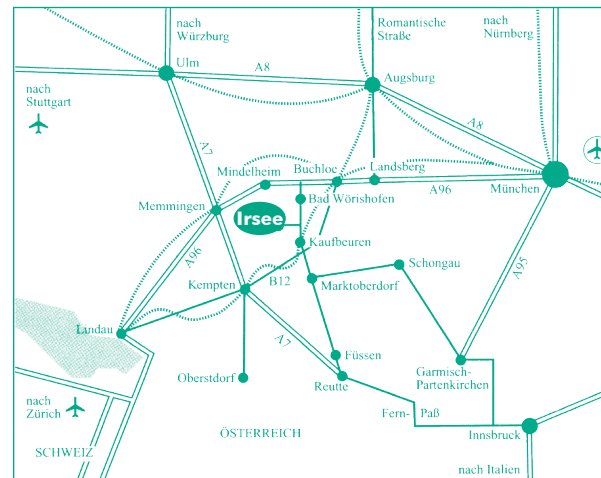 nach
Würzburg
Romantische
Straße
nach
Nürnberg
Ulm
A8
Augsburg
nach
Stuttgart
A8
A7
Mindelheim
Buchloe
Landsberg
A96
München
Bad Wörishofen
Memmingen
Irsee
Kaufbeuren
A96
A95
Schongau
Kempten
B12
Marktoberdorf
Lindau
A7
Füssen
Oberstdorf
Reutte
Garmisch-
Partenkirchen
nach
Zürich
Fern-
Paß
ÖSTERREICH
Innsbruck
SCHWEIZ
nach Italien